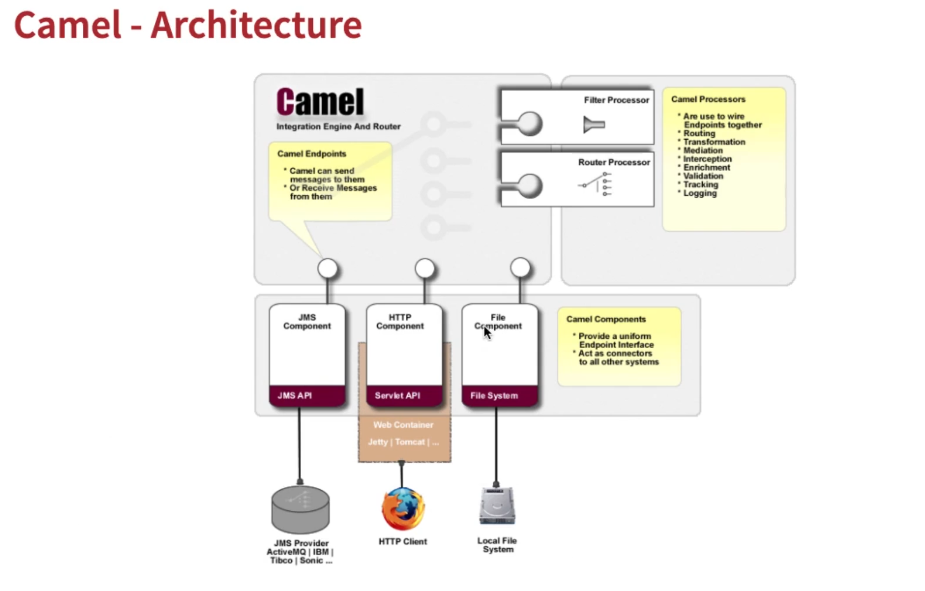 Camel - Architecture
Camel
Integration Engine And Router
Camel Endpoints
* Camel can send
messages to them
* Or Receive Messages
from them
Filter Processor
Router Processor
Camel Processors
* Are use to wire
Endpoints together
* Routing
* Transformation
* Mediation
* Interception
* Enrichment
* Validation
* Tracking
* Logging
JMS
Component
JMS API
HTTP
Component
Servlet API
File
Component
File System
Camel Components
* Provide a uniform
Endpoint Interface
* Act as connectors
to all other systems
Web Container
Jetty | Tomcat | ...
JMS Provider
ActiveMQ | IBM |
Tibco | Sonic ...
HTTP Client
Local File
System